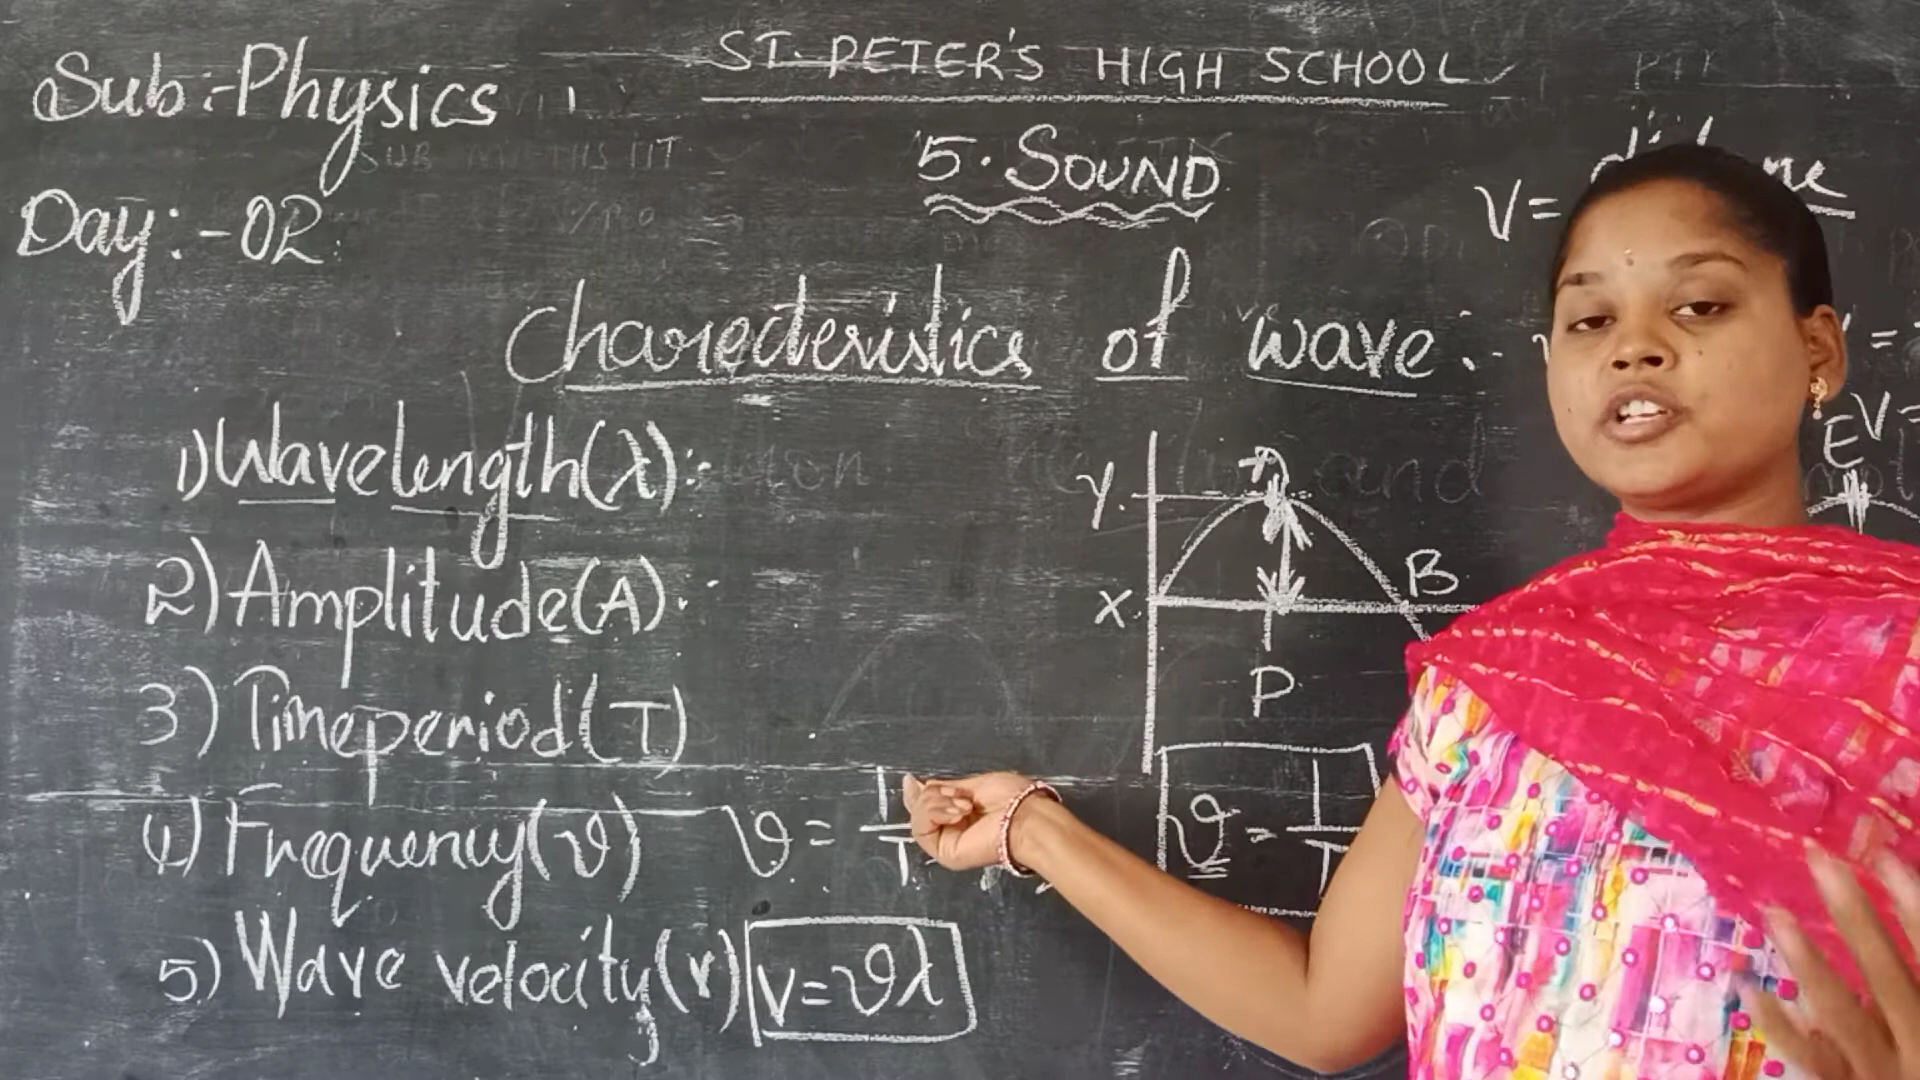 ST. PETER'S HIGH SCHOOL
Sub:-Physics
5. SOUND
Day:-02
V=
Charecteristics of wave:-
1) Wavelength(λ):-
2) Amplitude(A).
3) Timeperiod(T)
4) Frequency(ϑ) ϑ = 1/T
5) Wave velocity(v) V=ϑλ
Y
X
B
P
E
V=
ϑ = 1/T